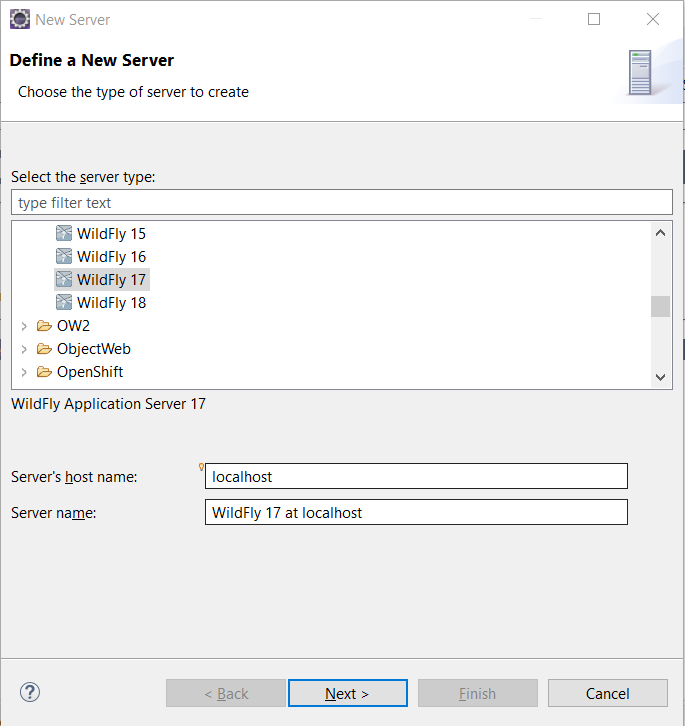 New Server
Define a New Server
Choose the type of server to create
Select the server type:
type filter text
WildFly 15
WildFly 16
WildFly 17
WildFly 18
OW2
ObjectWeb
OpenShift
WildFly Application Server 17
Server's host name:
localhost
Server name:
WildFly 17 at localhost
?
< Back
Next >
Finish
Cancel